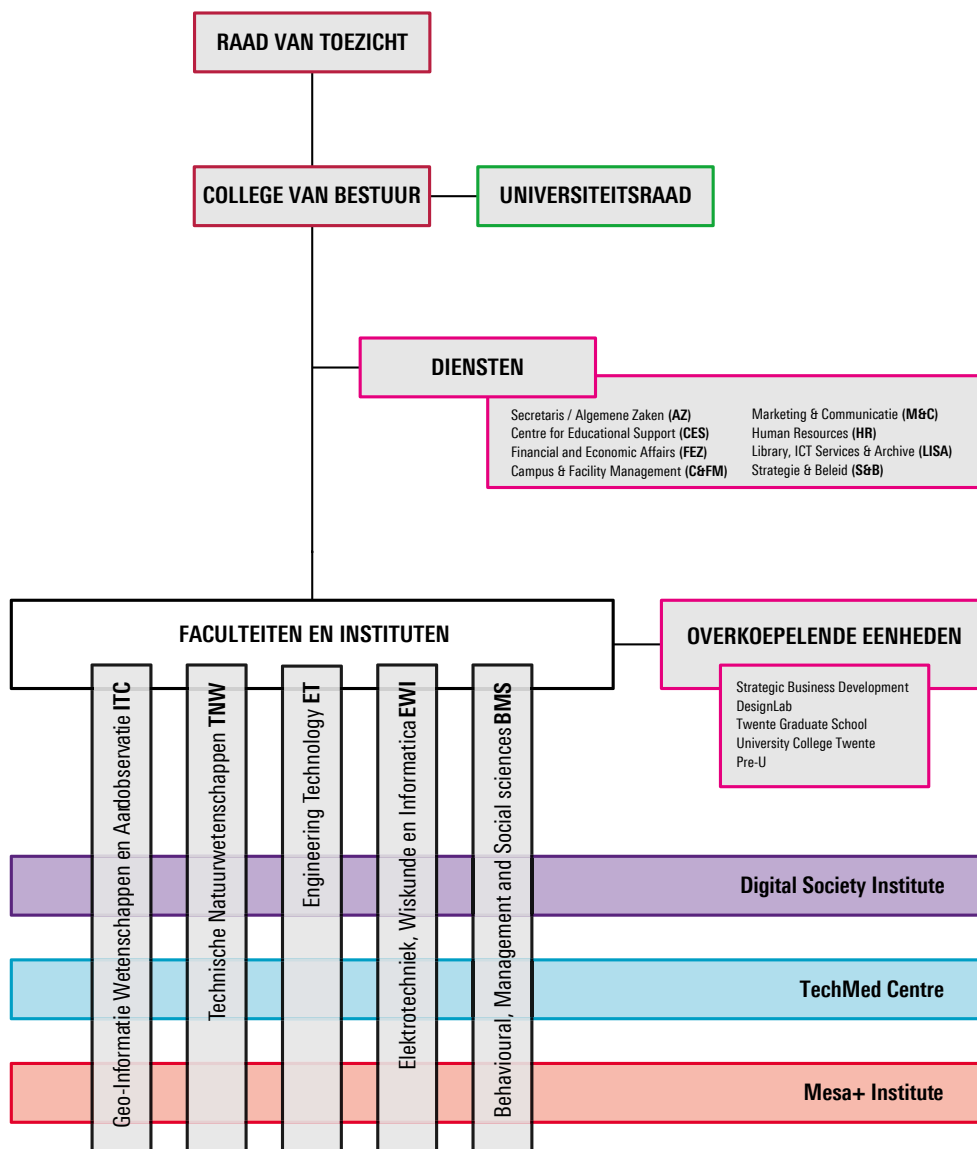 RAAD VAN TOEZICHT
COLLEGE VAN BESTUUR
UNIVERSITEITSRAAD
DIENSTEN
Secretaris / Algemene Zaken (AZ)
Centre for Educational Support (CES)
Financial and Economic Affairs (FEZ)
Campus & Facility Management (C&FM)
Marketing & Communicatie (M&C)
Human Resources (HR)
Library, ICT Services & Archive (LISA)
Strategie & Beleid (S&B)
FACULTEITEN EN INSTITUTEN
OVERKOEPELENDE EENHEDEN
Strategic Business Development
DesignLab
Twente Graduate School
University College Twente
Pre-U
Geo-Informatie Wetenschappen en Aardobservatie ITC
Technische Natuurwetenschappen TNW
Engineering Technology ET
Elektrotechniek, Wiskunde en Informatica EWI
Behavioural, Management and Social sciences BMS
Digital Society Institute
TechMed Centre
Mesa+ Institute